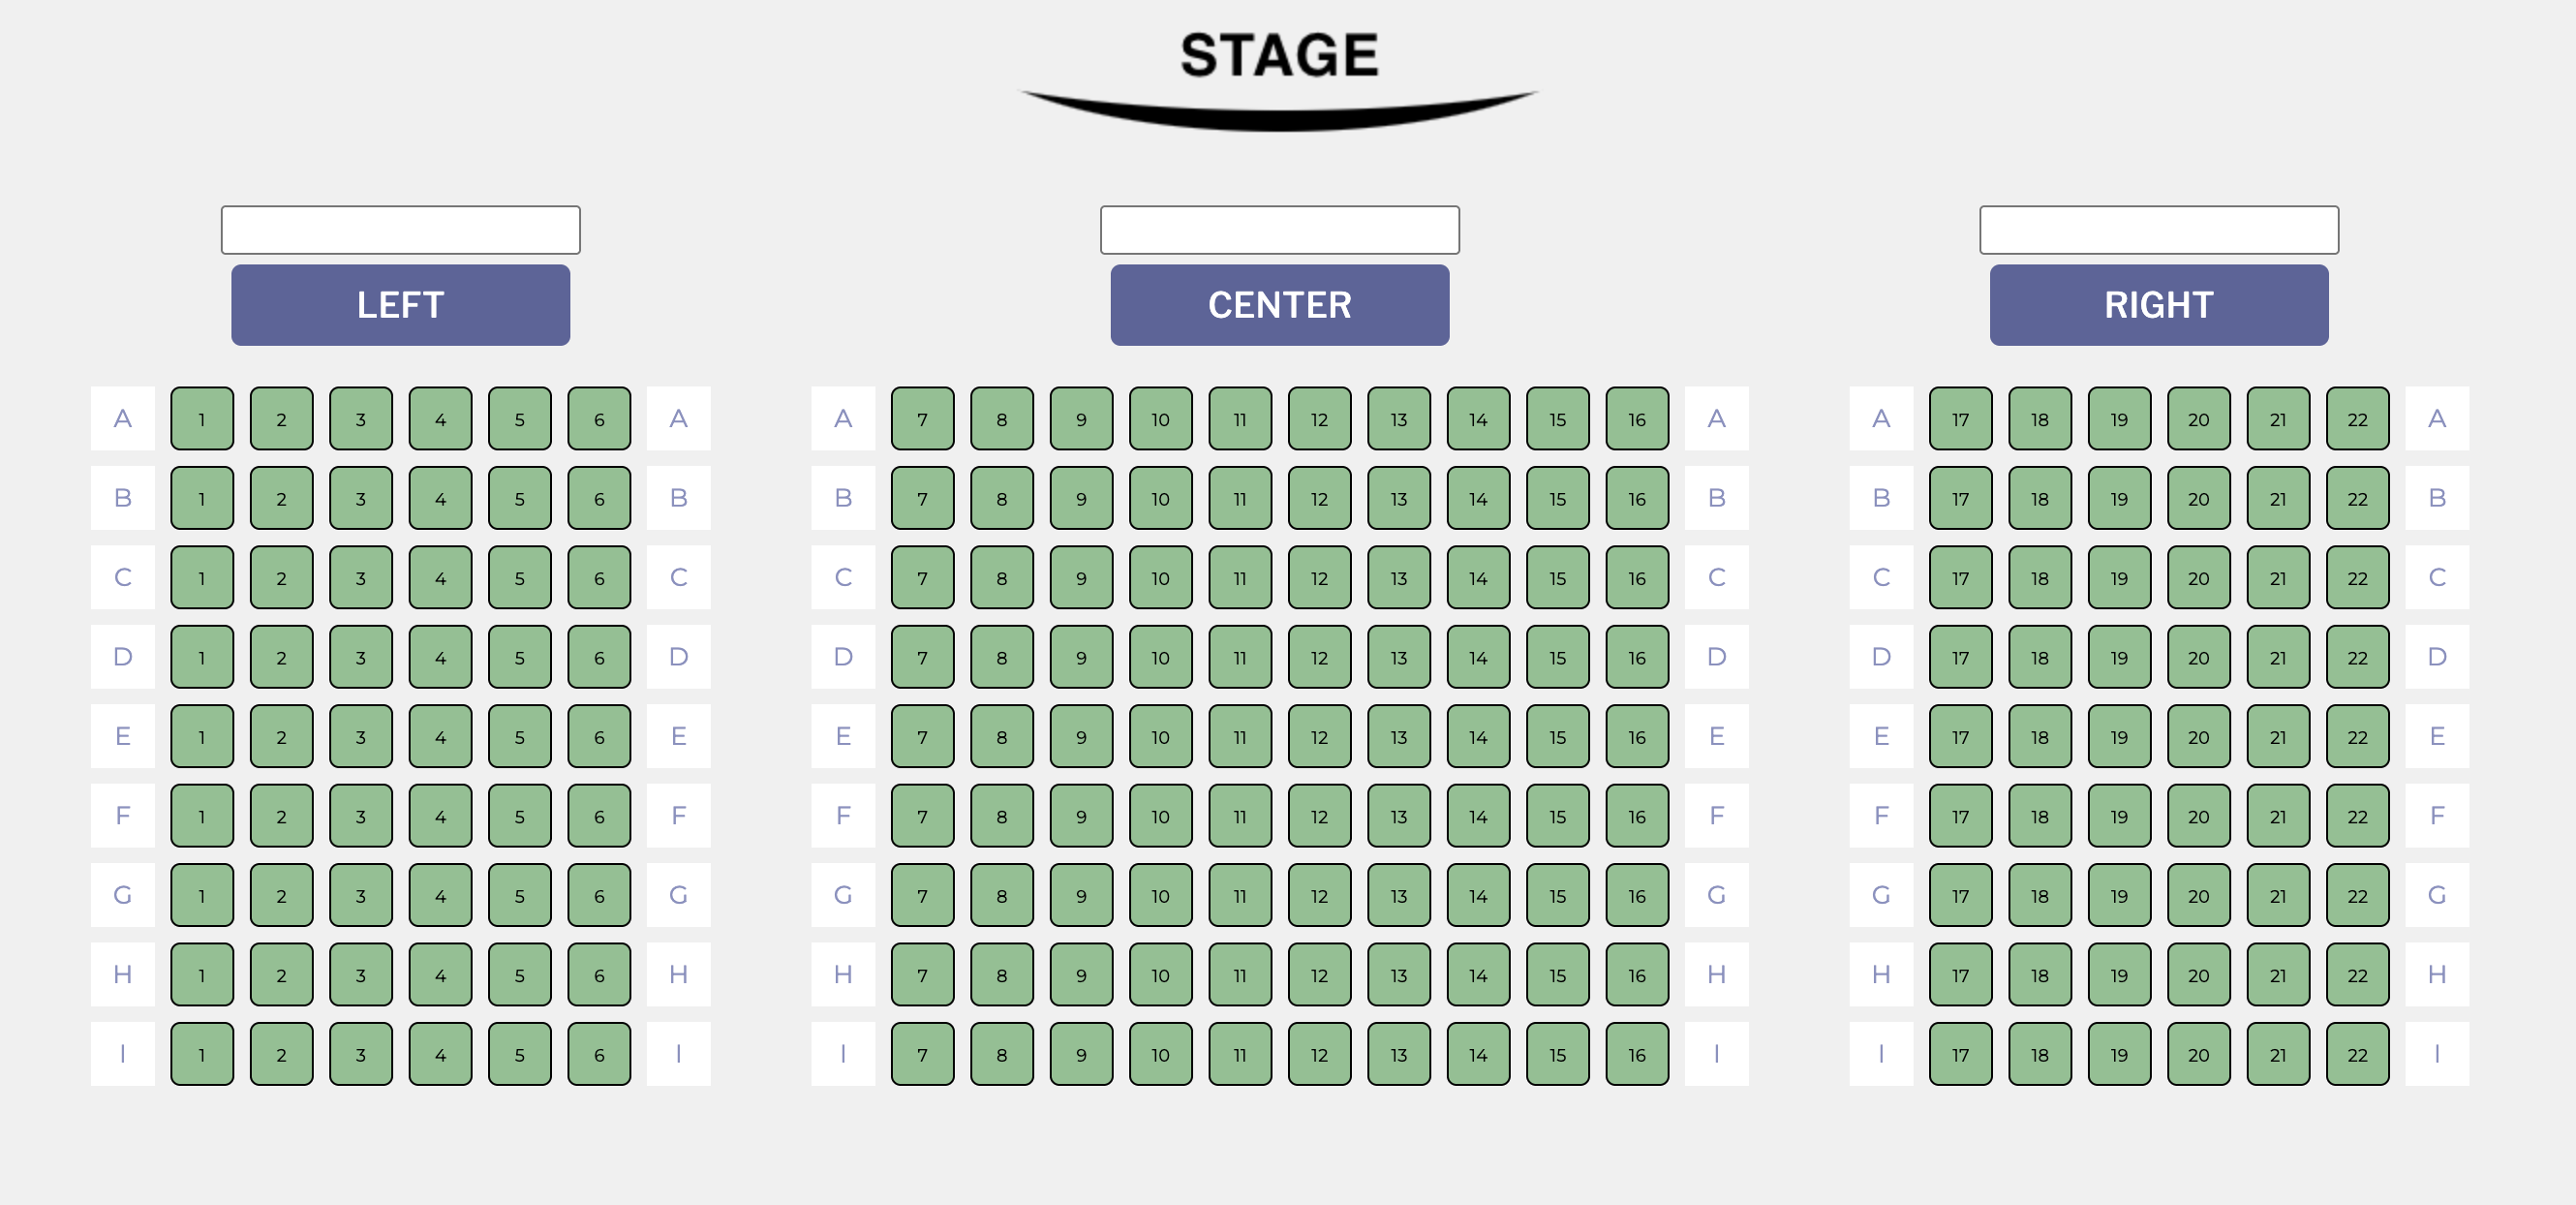 STAGE
LEFT CENTER RIGHT
A 1 2 3 4 5 6 A A 7 8 9 10 11 12 13 14 15 16 A A 17 18 19 20 21 22 A
B 1 2 3 4 5 6 B B 7 8 9 10 11 12 13 14 15 16 B B 17 18 19 20 21 22 B
C 1 2 3 4 5 6 C C 7 8 9 10 11 12 13 14 15 16 C C 17 18 19 20 21 22 C
D 1 2 3 4 5 6 D D 7 8 9 10 11 12 13 14 15 16 D D 17 18 19 20 21 22 D
E 1 2 3 4 5 6 E E 7 8 9 10 11 12 13 14 15 16 E E 17 18 19 20 21 22 E
F 1 2 3 4 5 6 F F 7 8 9 10 11 12 13 14 15 16 F F 17 18 19 20 21 22 F
G 1 2 3 4 5 6 G G 7 8 9 10 11 12 13 14 15 16 G G 17 18 19 20 21 22 G
H 1 2 3 4 5 6 H H 7 8 9 10 11 12 13 14 15 16 H H 17 18 19 20 21 22 H
I 1 2 3 4 5 6 I I 7 8 9 10 11 12 13 14 15 16 I I 17 18 19 20 21 22 I